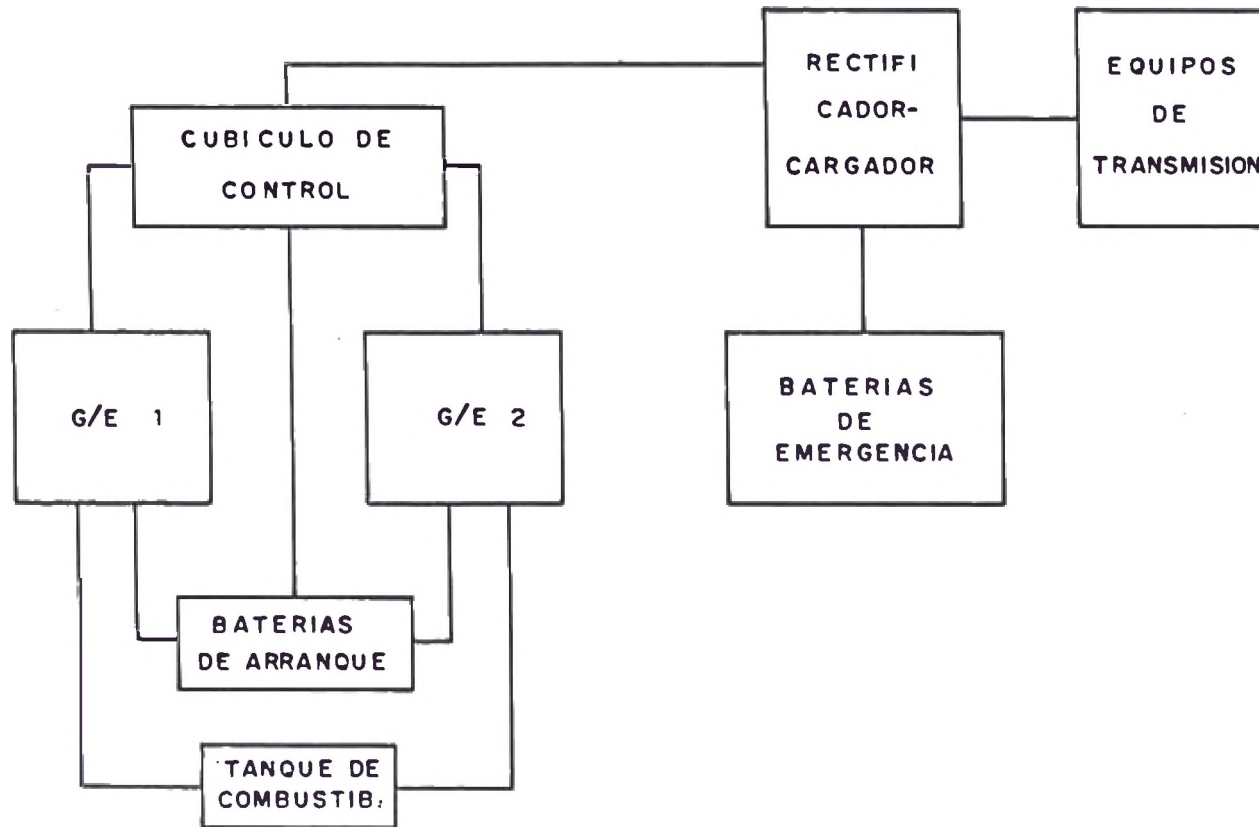 RECTIFI
CADOR-
CARGADOR
EQUIPOS
DE
TRANSMISION
CUBICULO DE
CONTROL
G/E 1
G/E 2
BATERIAS
DE
EMERGENCIA
BATERIAS
DE ARRANQUE
TANQUE DE
COMBUSTIB.